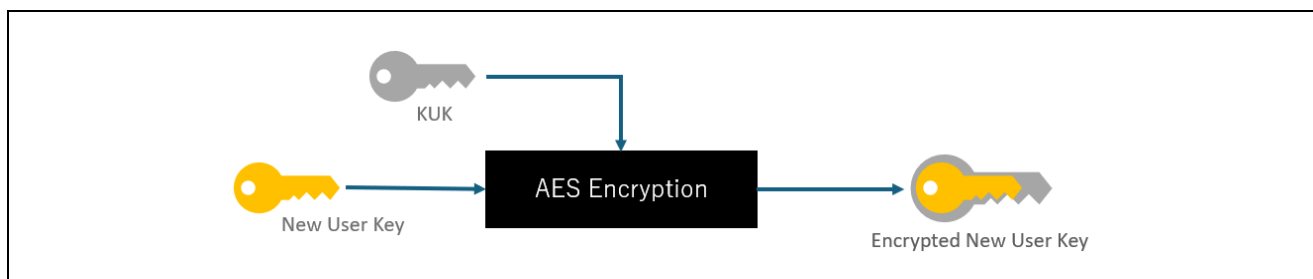 KUK
AES Encryption
New User Key
Encrypted New User Key